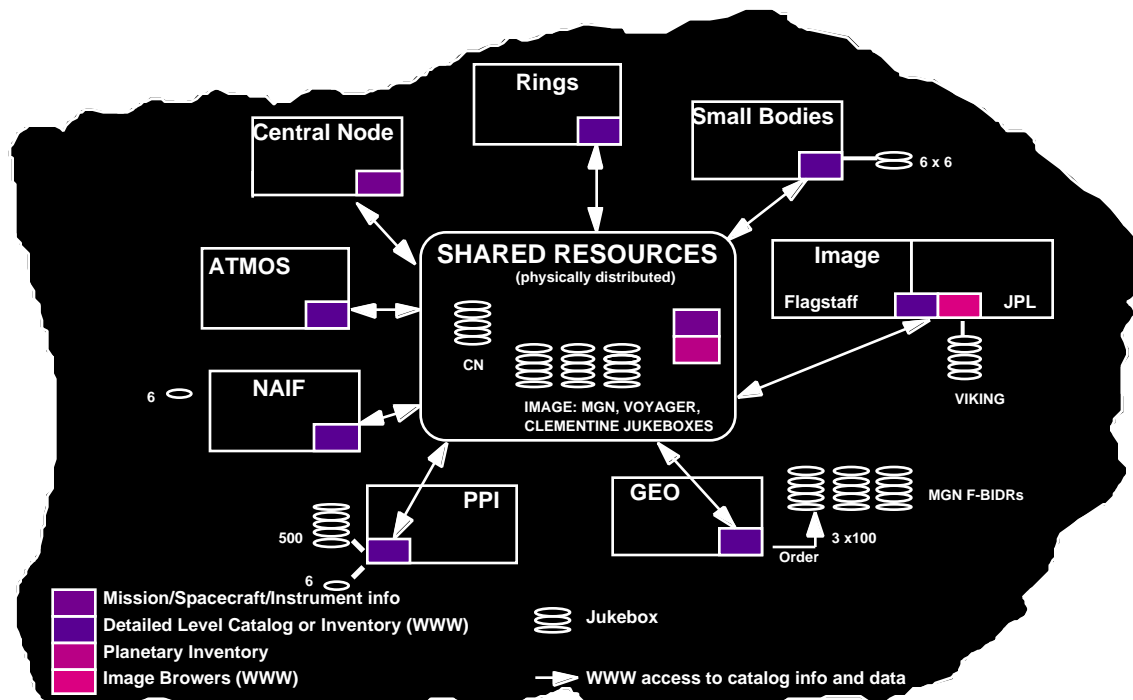 Rings
Central Node
Small Bodies
6 x 6
SHARED RESOURCES
(physically distributed)
Image
ATMOS
Flagstaff
JPL
CN
VIKING
NAIF
6
IMAGE: MGN, VOYAGER,
CLEMENTINE JUKEBOXES
PPI
GEO
MGN F-BIDRs
500
3 x100
Order
6
Mission/Spacecraft/Instrument info
Detailed Level Catalog or Inventory (WWW)
Jukebox
Planetary Inventory
Image Browers (WWW)
WWW access to catalog info and data